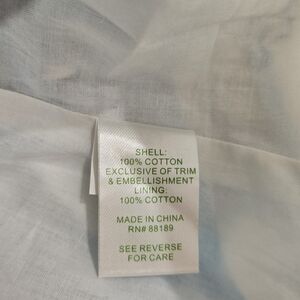 SHELL:
100% COTTON
EXCLUSIVE OF TRIM
& EMBELLISHMENT
LINING:
100% COTTON
MADE IN CHINA
RN# 88189
SEE REVERSE
FOR CARE